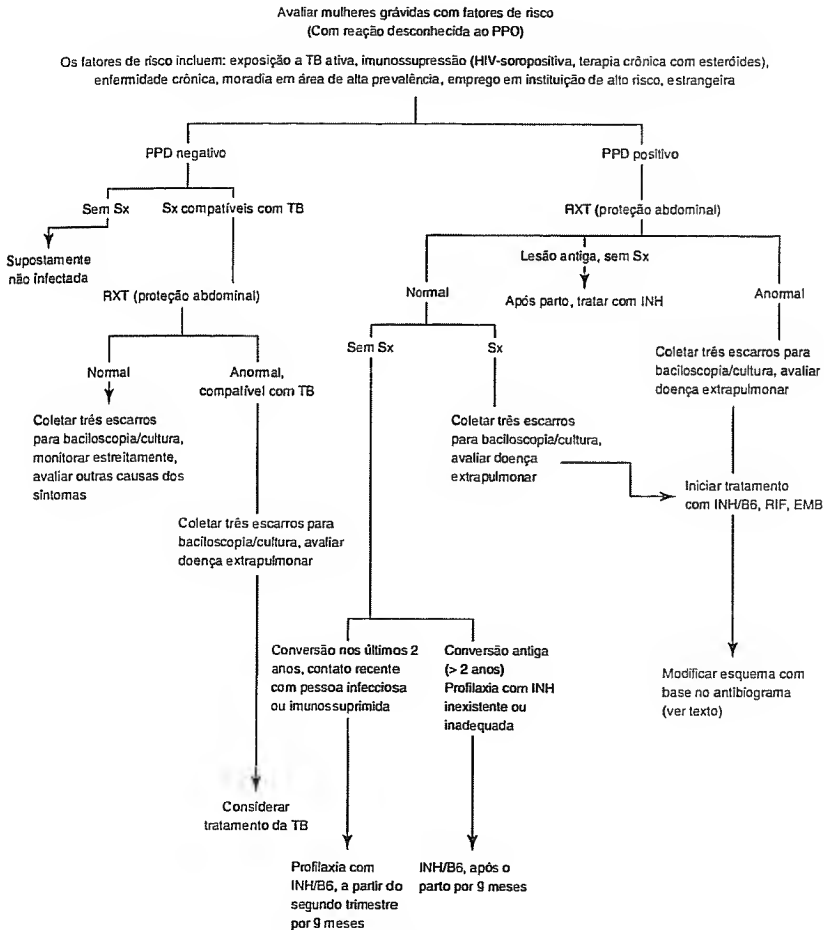 Avaliar mulheres grávidas com fatores de risco
(Com reação desconhecida ao PPO)
Os fatores de risco incluem: exposição a TB ativa, imunossupressão (HIV-soropositiva, terapia crônica com esteróides),
enfermidade crônica, moradia em área de alta prevalência, emprego em instituição de alto risco, estrangeira
PPD negativo
PPD positivo
Sem Sx
Sx compatíveis com TB
Supostamente
não infectada
RXT (proteção abdominal)
Normal
Anormal,
compatível com TB
Coletar três escarros
para baciloscopia/cultura,
monitorar estreitamente,
avaliar outras causas dos
sintomas
Coletar três escarros para
baciloscopia/cultura, avaliar
doença extrapulmonar
Considerar
tratamento da TB
RXT (proteção abdominal)
Normal
Lesão antiga, sem Sx
Após parto, tratar com INH
Anormal
Sem Sx
Sx
Coletar três escarros
para baciloscopia/cultura,
avaliar doença
extrapulmonar
Coletar três escarros para
baciloscopia/cultura, avaliar
doença extrapulmonar
Iniciar tratamento
com INH/B6, RIF, EMB
Modificar esquema com
base no antibiograma
(ver texto)
Conversão nos últimos 2
anos, contato recente
com pessoa infecciosa
ou imunossuprimida
Conversão antiga
(> 2 anos)
Profilaxia com INH
inexistente ou
inadequada
Profilaxia com
INH/B6, a partir do
segundo trimestre
por 9 meses
INH/B6, após o
parto por 9 meses